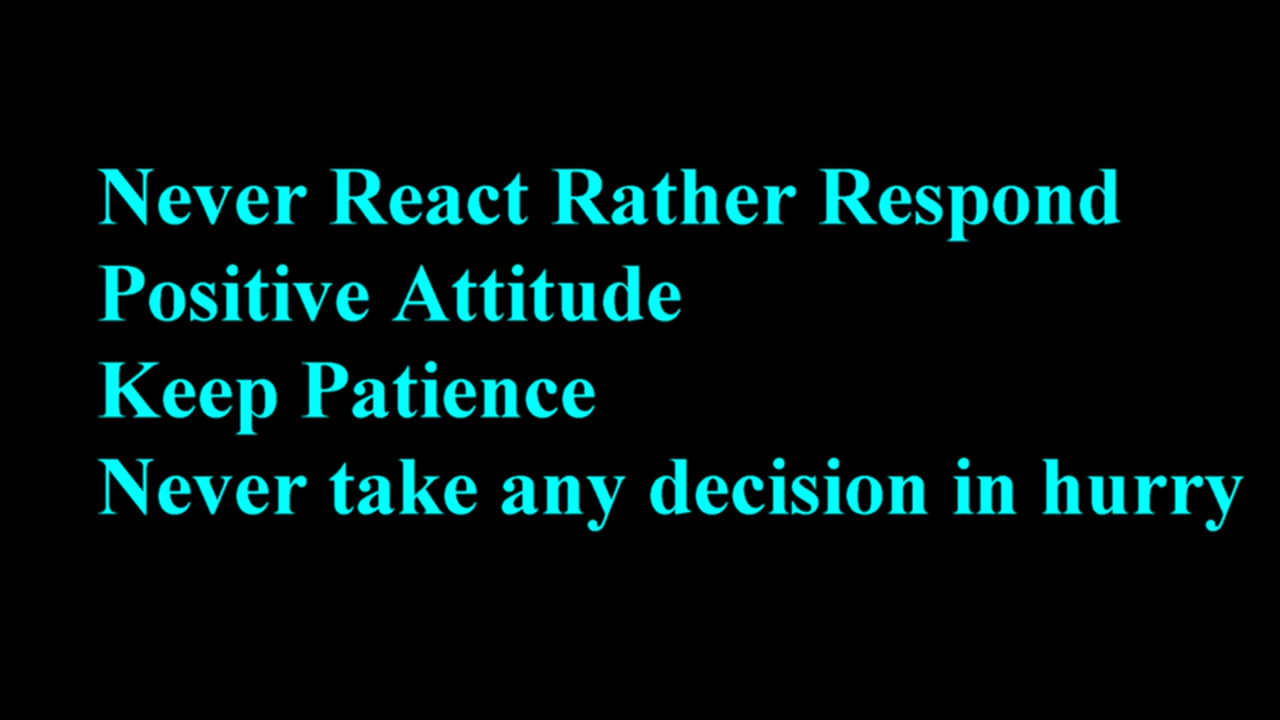 Never React Rather Respond
Positive Attitude
Keep Patience
Never take any decision in hurry